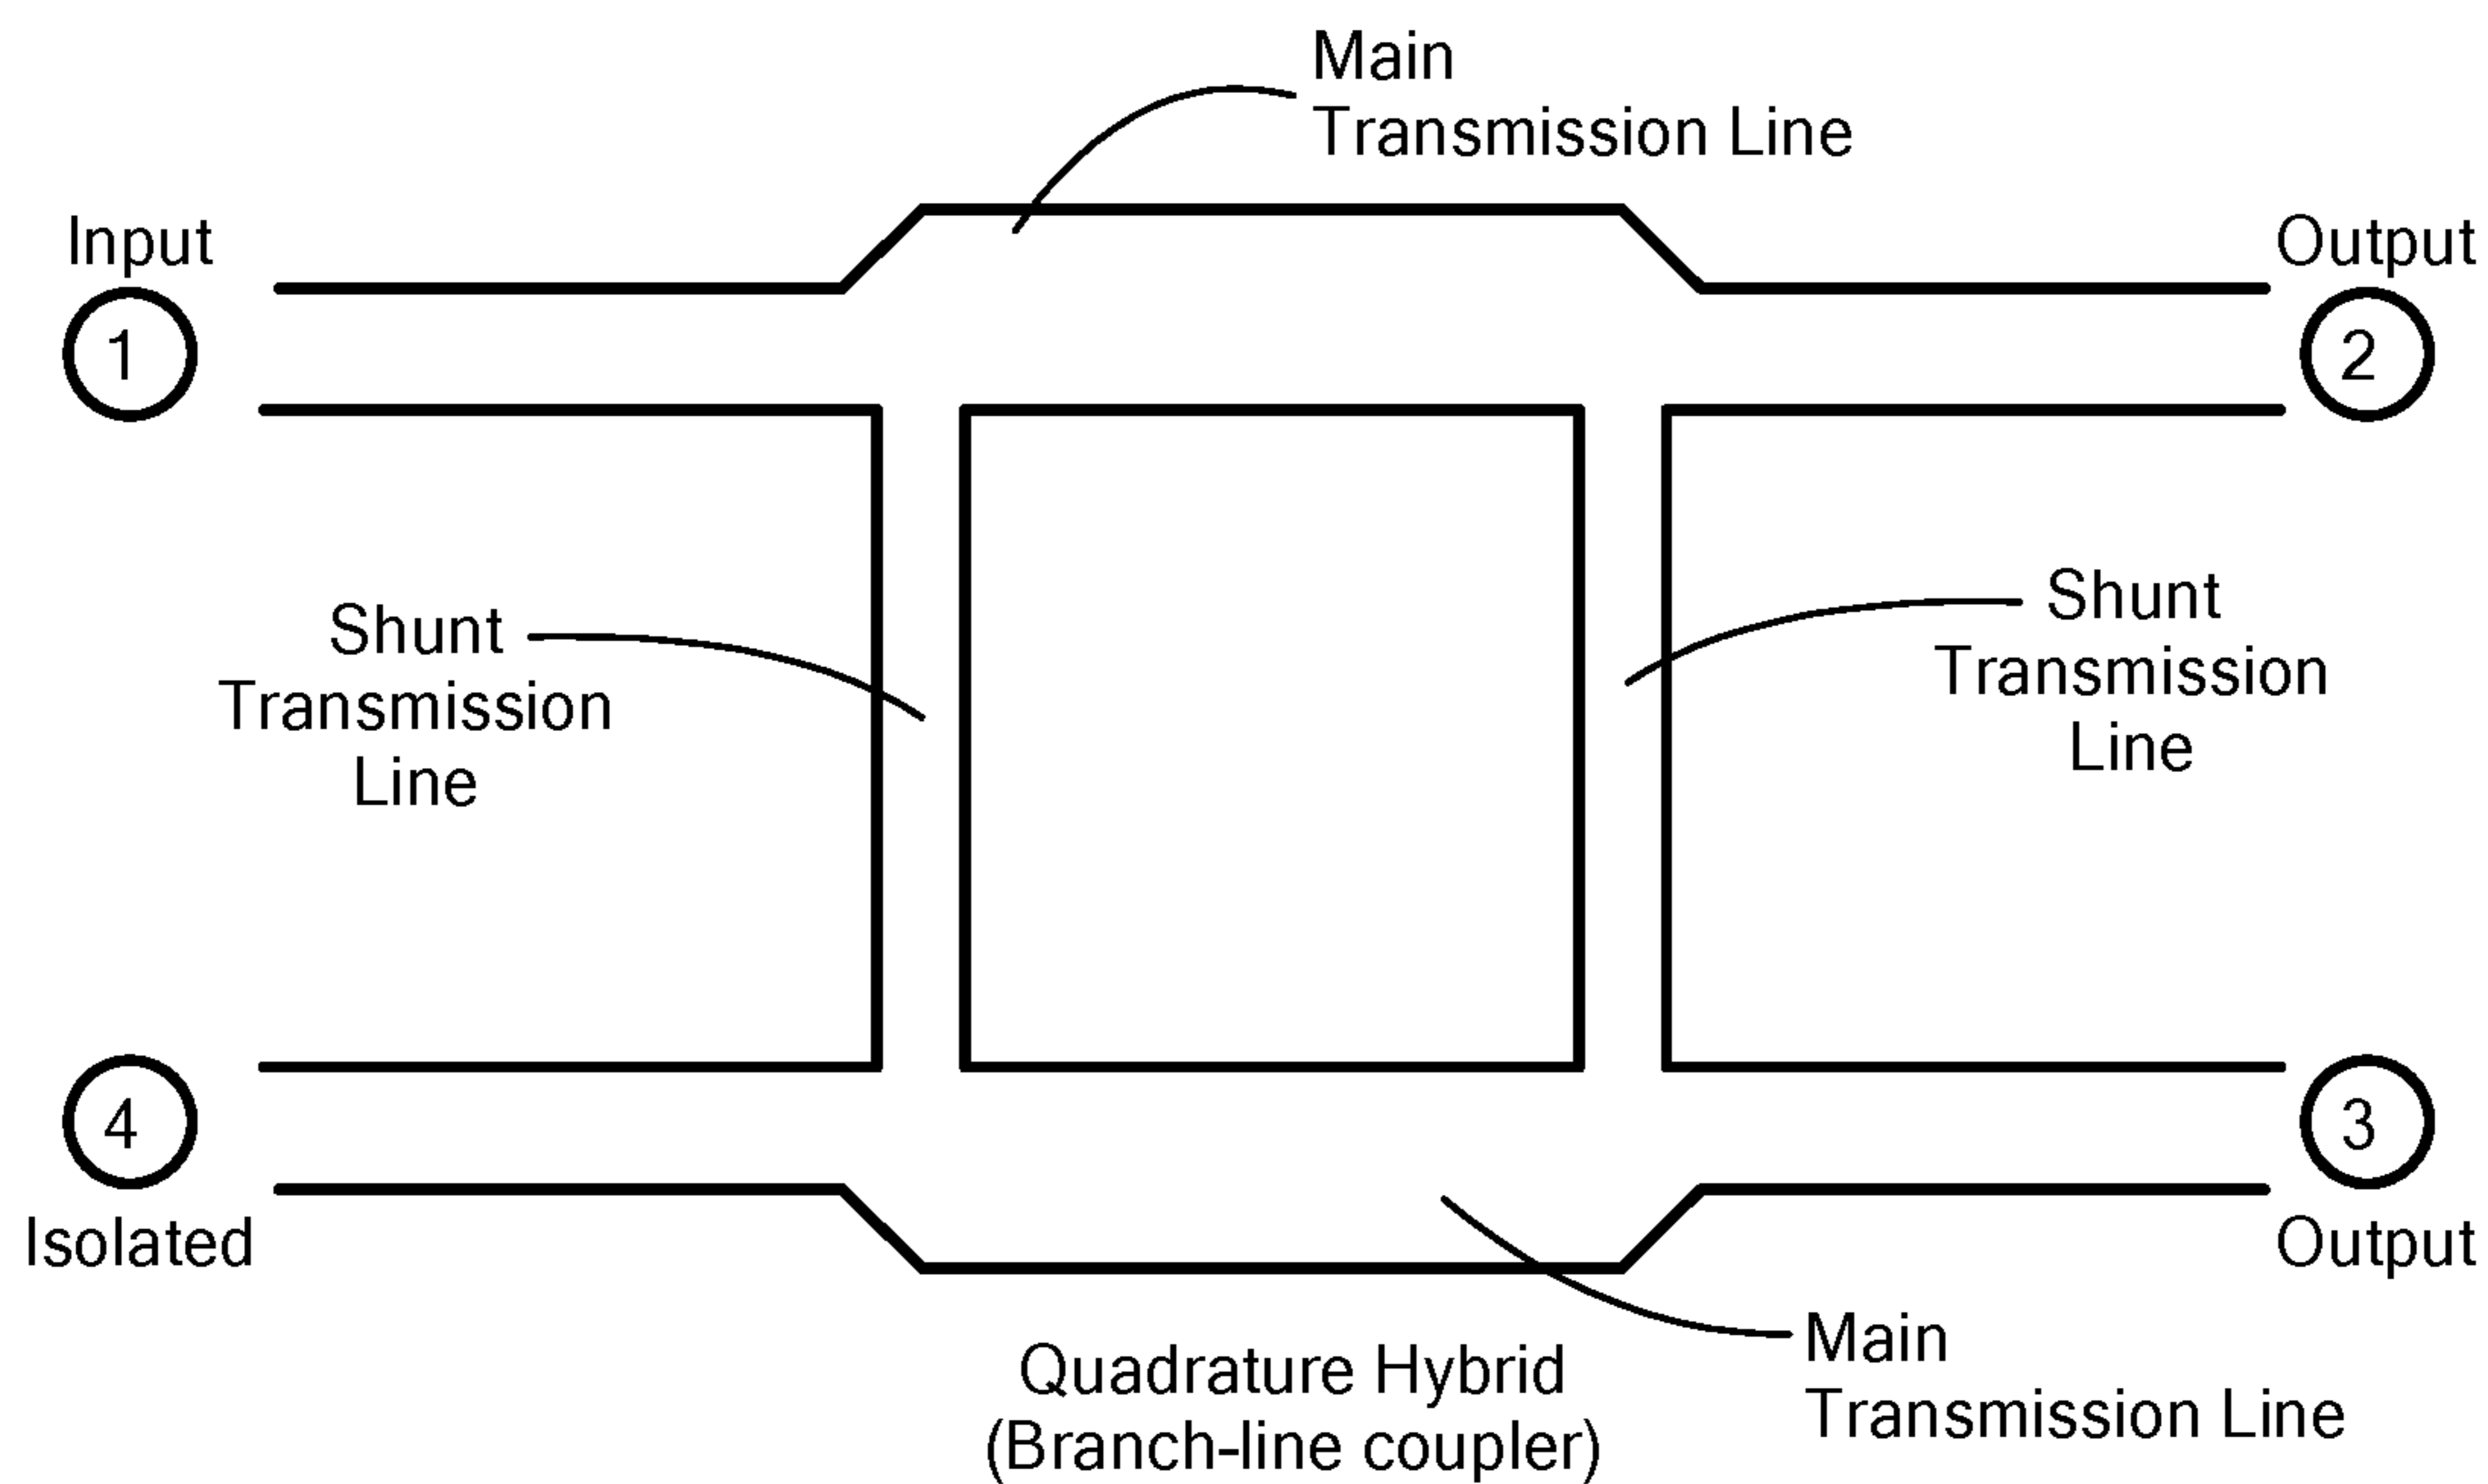 Main
Transmission Line
Input
1
Output
2
Shunt
Transmission
Line
Shunt
Transmission
Line
4
Isolated
3
Output
Main
Transmission Line
Quadrature Hybrid
(Branch-line coupler)